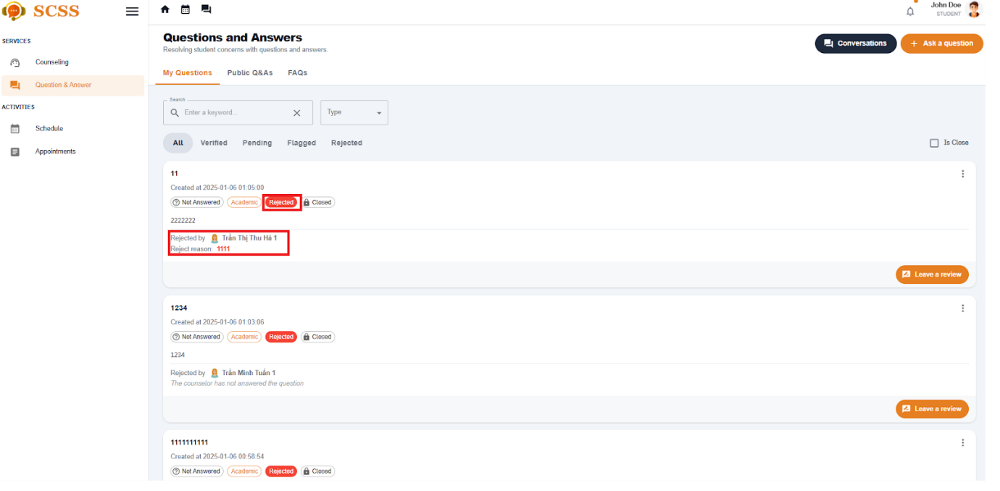 SCSS
John Doe
STUDENT
SERVICES
Counseling
Question & Answer
ACTIVITIES
Schedule
Appointments
Questions and Answers
Resolving student concerns with questions and answers.
Conversations
+ Ask a question
My Questions Public Q&As FAQs
Search
Enter a keyword...
Type
All Verified Pending Flagged Rejected
Is Close
11
Created at 2025-01-06 01:05:00
Not Answered Academic Rejected Closed
2222222
Rejected by Trần Thị Thu Hà 1
Reject reason: 1111
Leave a review
1234
Created at 2025-01-06 01:03:06
Not Answered Academic Rejected Closed
1234
Rejected by Trần Minh Tuấn 1
The counselor has not answered the question
Leave a review
1111111111
Created at 2025-01-06 00:58:54
Not Answered Academic Rejected Closed